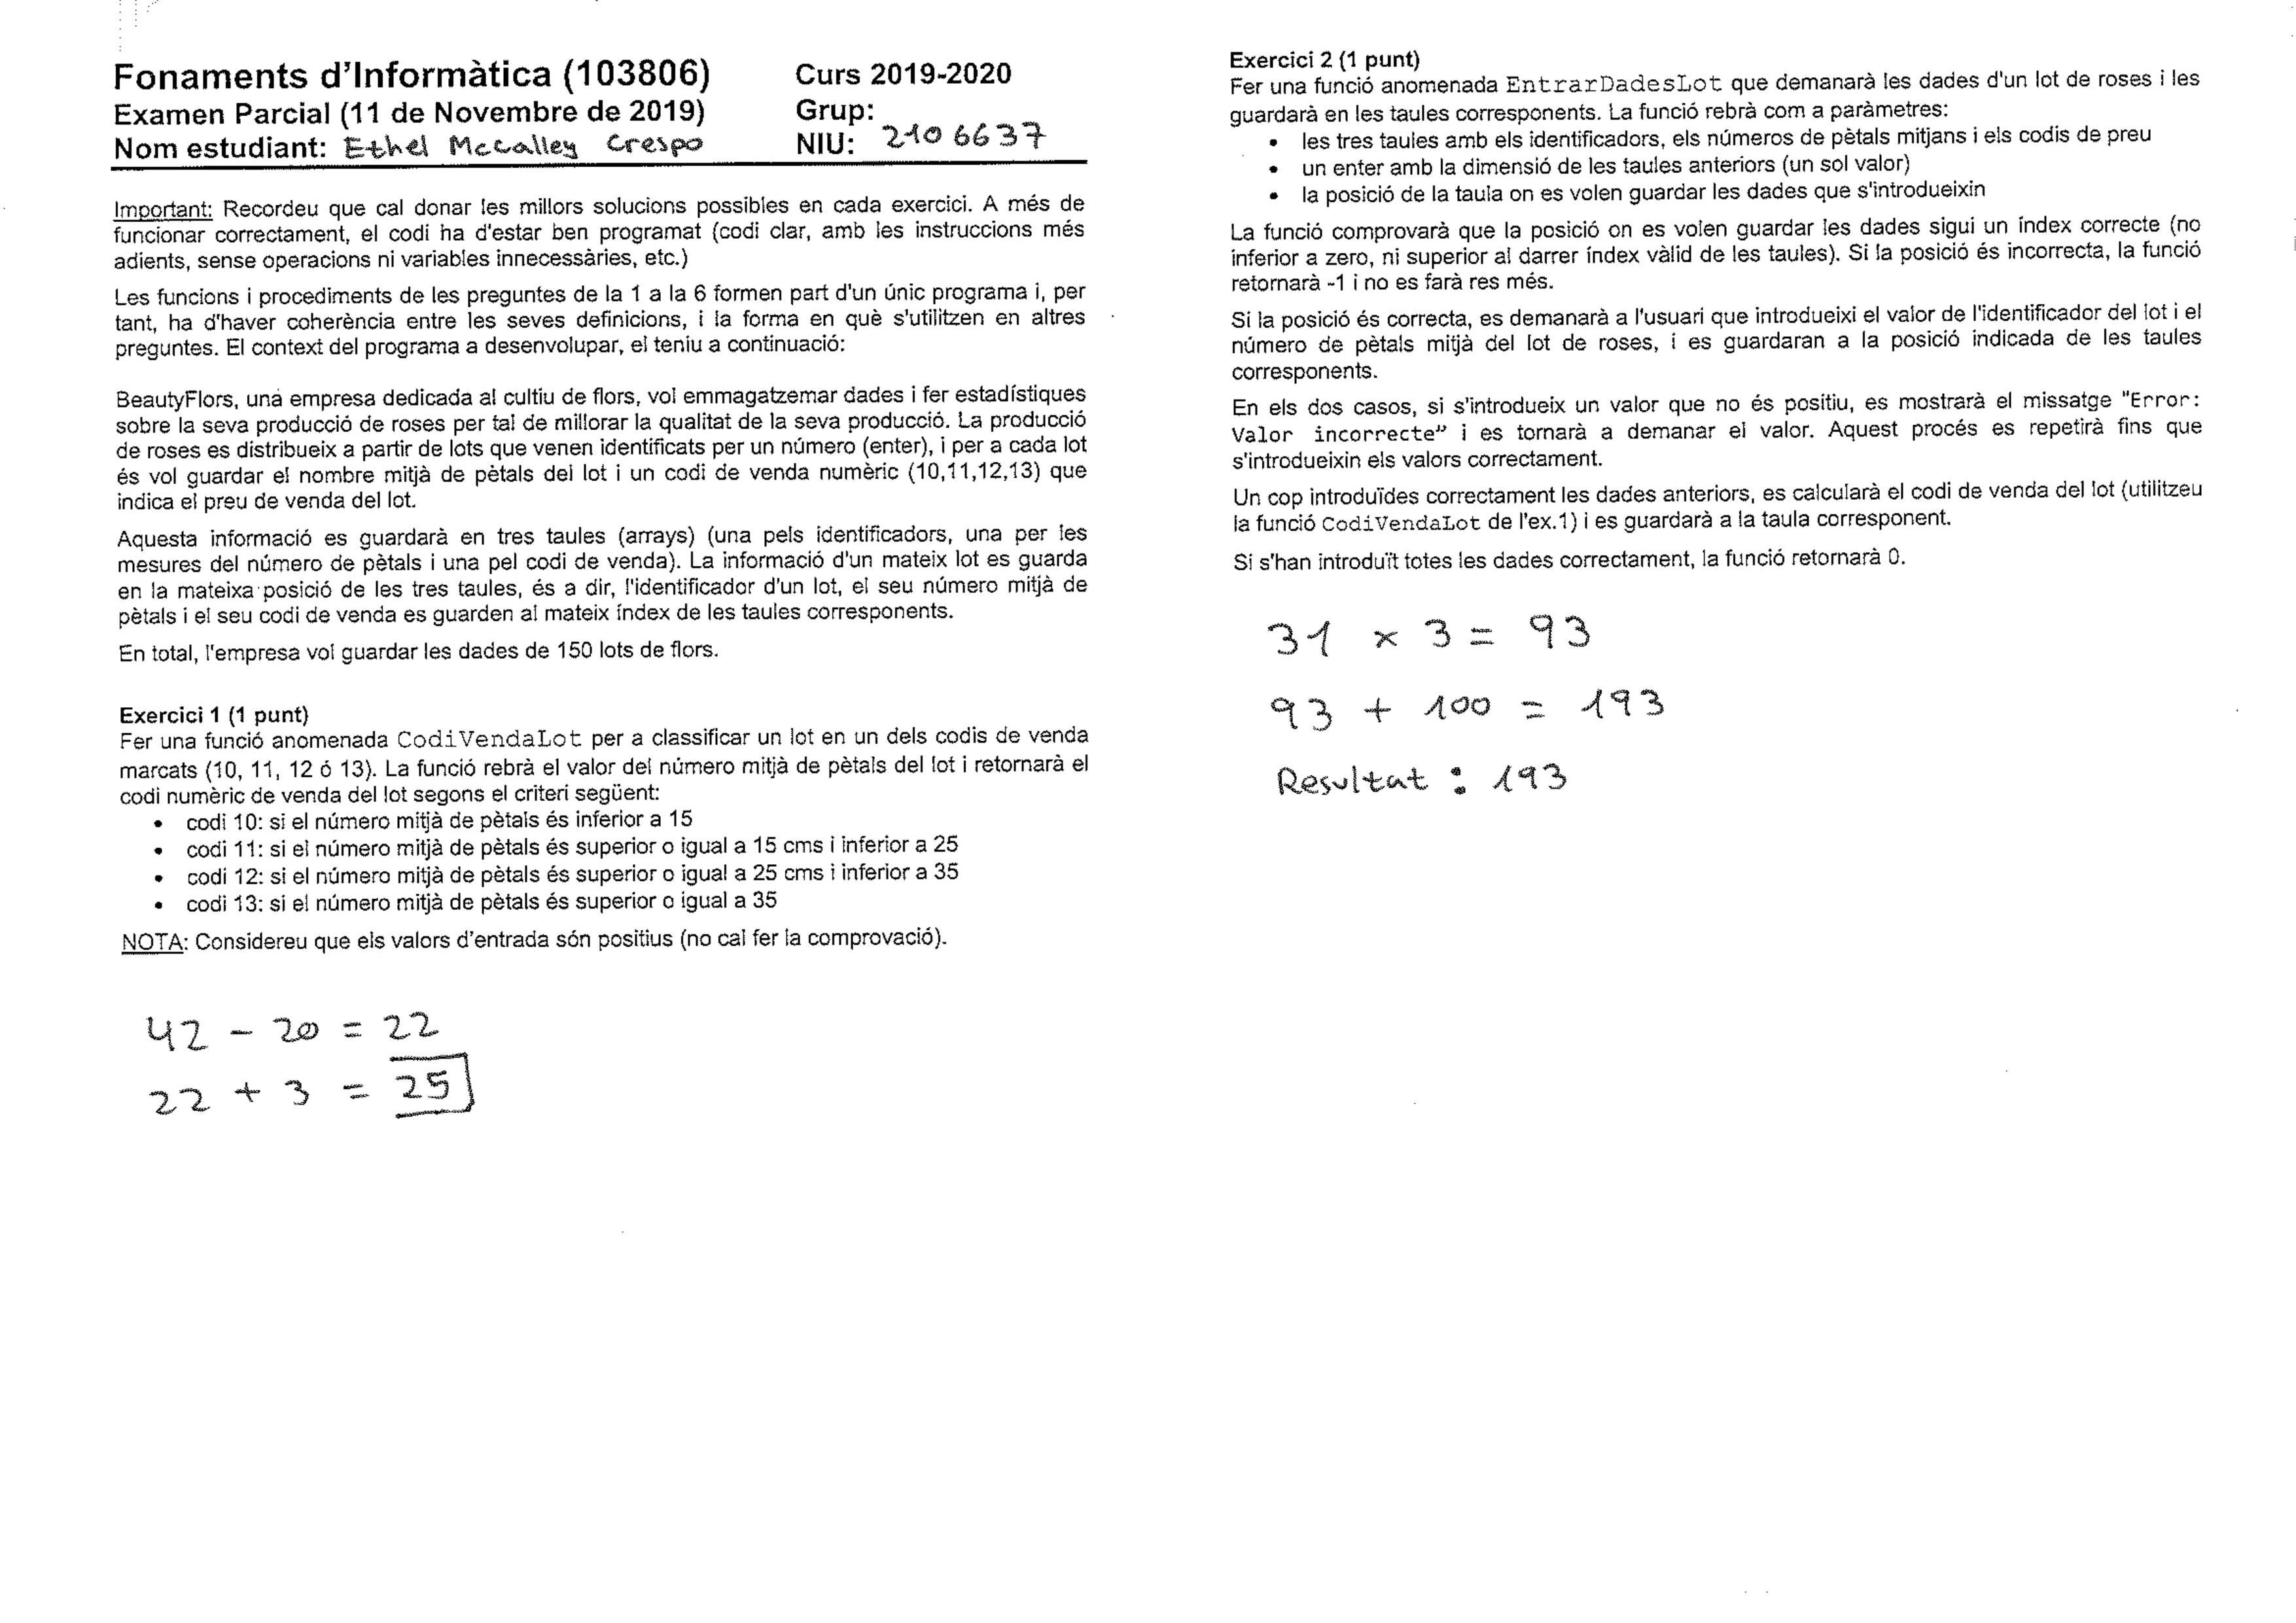 Fonaments d'Informàtica (103806)
Curs 2019-2020
Examen Parcial (11 de Novembre de 2019)
Grup:
Nom estudiant: Ethel McCalley Crespo
NIU: 2106637
Important: Recordeu que cal donar les millors solucions possibles en cada exercici. A més de
funcionar correctament, el codi ha d'estar ben programat (codi clar, amb les instruccions més
adients, sense operacions ni variables innecessàries, etc.)
Les funcions i procediments de les preguntes de la 1 a la 6 formen part d'un únic programa i, per
tant, ha d'haver coherència entre les seves definicions, i la forma en què s'utilitzen en altres
preguntes. El context del programa a desenvolupar, el teniu a continuació:
BeautyFlors, una empresa dedicada al cultiu de flors, vol emmagatzemar dades i fer estadístiques
sobre la seva producció de roses per tal de millorar la qualitat de la seva producció. La producció
de roses es distribueix a partir de lots que venen identificats per un número (enter), i per a cada lot
és vol guardar el nombre mitjà de pètals del lot i un codi de venda numèric (10,11,12,13) que
indica el preu de venda del lot.
Aquesta informació es guardarà en tres taules (arrays) (una pels identificadors, una per les
mesures del número de pètals i una pel codi de venda). La informació d'un mateix lot es guarda
en la mateixa posició de les tres taules, és a dir, l'identificador d'un lot, el seu número mitjà de
pètals i el seu codi de venda es guarden al mateix índex de les taules corresponents.
En total, l'empresa vol guardar les dades de 150 lots de flors.
Exercici 1 (1 punt)
Fer una funció anomenada CodiVendaLot per a classificar un lot en un dels codis de venda
marcats (10, 11, 12 ó 13). La funció rebrà el valor del número mitjà de pètals del lot i retornarà el
codi numèric de venda del lot segons el criteri següent:
• codi 10: si el número mitjà de pètals és inferior a 15
• codi 11: si el número mitjà de pètals és superior o igual a 15 cms i inferior a 25
• codi 12: si el número mitjà de pètals és superior o igual a 25 cms i inferior a 35
• codi 13: si el número mitjà de pètals és superior o igual a 35
NOTA: Considereu que els valors d'entrada són positius (no cal fer la comprovació).
42 - 20 = 22
22 + 3 = 25
Exercici 2 (1 punt)
Fer una funció anomenada EntrarDadesLot que demanarà les dades d'un lot de roses i les
guardarà en les taules corresponents. La funció rebrà com a paràmetres:
• les tres taules amb els identificadors, els números de pètals mitjans i els codis de preu
• un enter amb la dimensió de les taules anteriors (un sol valor)
• la posició de la taula on es volen guardar les dades que s'introdueixin
La funció comprovarà que la posició on es volen guardar les dades sigui un índex correcte (no
inferior a zero, ni superior al darrer índex vàlid de les taules). Si la posició és incorrecta, la funció
retornarà -1 i no es farà res més.
Si la posició és correcta, es demanarà a l'usuari que introdueixi el valor de l'identificador del lot i el
número de pètals mitjà del lot de roses, i es guardaran a la posició indicada de les taules
corresponents.
En els dos casos, si s'introdueix un valor que no és positiu, es mostrarà el missatge "Error:
Valor incorrecte" i es tornarà a demanar el valor. Aquest procés es repetirà fins que
s'introdueixin els valors correctament.
Un cop introduïdes correctament les dades anteriors, es calcularà el codi de venda del lot (utilitzeu
la funció CodiVendaLot de l'ex.1) i es guardarà a la taula corresponent.
Si s'han introduït totes les dades correctament, la funció retornarà 0.
31 x 3 = 93
93 + 100 = 193
Resultat : 193